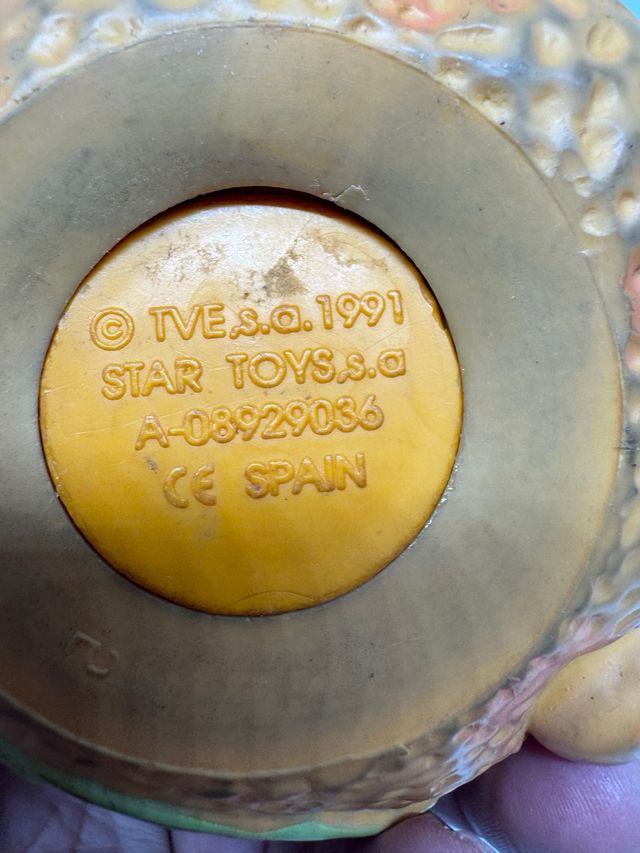 © TVE,s.a. 1991
STAR TOYS,s.a
A-08929036
CE SPAIN